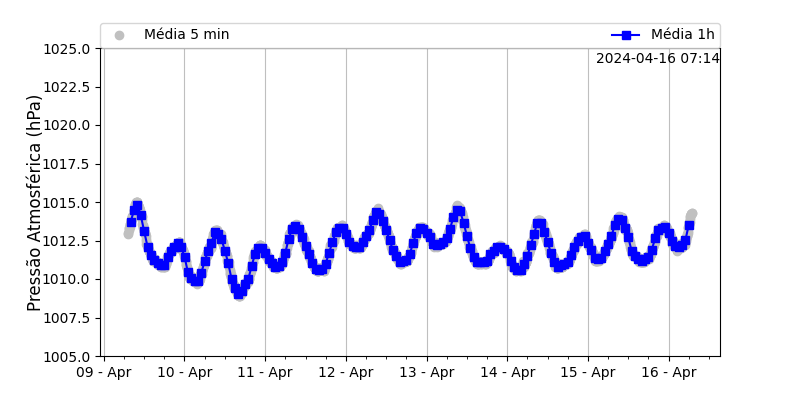 Média 5 min
Média 1h
2024-04-16 07:14
Pressão Atmosférica (hPa)
1025.0
1022.5
1020.0
1017.5
1015.0
1012.5
1010.0
1007.5
1005.0
09 - Apr
10 - Apr
11 - Apr
12 - Apr
13 - Apr
14 - Apr
15 - Apr
16 - Apr